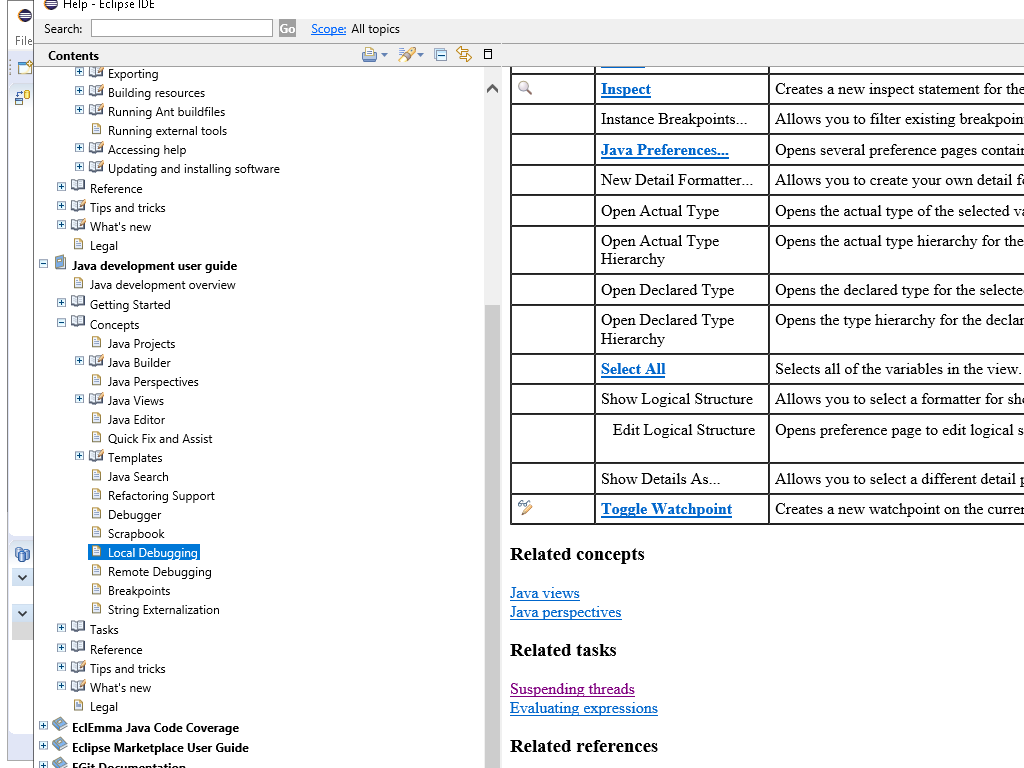 Help - Eclipse IDE
File
Search:
Go
Scope: All topics
Contents
Exporting
Building resources
Running Ant buildfiles
Running external tools
Accessing help
Updating and installing software
Reference
Tips and tricks
What's new
Legal
Java development user guide
Java development overview
Getting Started
Concepts
Java Projects
Java Builder
Java Perspectives
Java Views
Java Editor
Quick Fix and Assist
Templates
Java Search
Refactoring Support
Debugger
Scrapbook
Local Debugging
Remote Debugging
Breakpoints
String Externalization
Tasks
Reference
Tips and tricks
What's new
Legal
EclEmma Java Code Coverage
Eclipse Marketplace User Guide
EGit Documentation
Inspect Creates a new inspect statement for the
Instance Breakpoints... Allows you to filter existing breakpoin
Java Preferences... Opens several preference pages contain
New Detail Formatter... Allows you to create your own detail fo
Open Actual Type Opens the actual type of the selected va
Open Actual Type Opens the actual type hierarchy for the
Hierarchy
Open Declared Type Opens the declared type for the selecte
Open Declared Type Opens the type hierarchy for the declar
Hierarchy
Select All Selects all of the variables in the view.
Show Logical Structure Allows you to select a formatter for sho
Edit Logical Structure Opens preference page to edit logical s
Show Details As... Allows you to select a different detail p
Toggle Watchpoint Creates a new watchpoint on the curren
Related concepts
Java views
Java perspectives
Related tasks
Suspending threads
Evaluating expressions
Related references